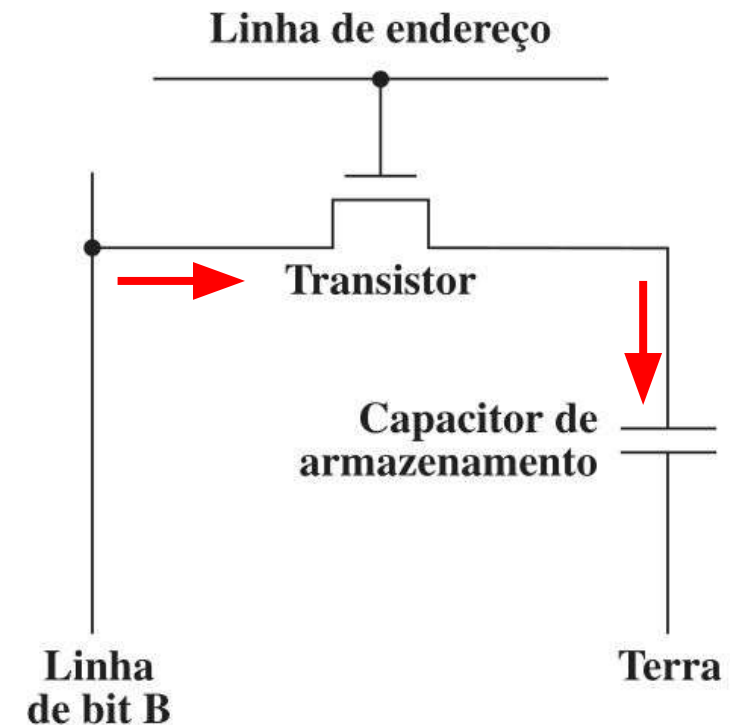 Linha de endereço
Transistor
Capacitor de
armazenamento
Linha
de bit B
Terra